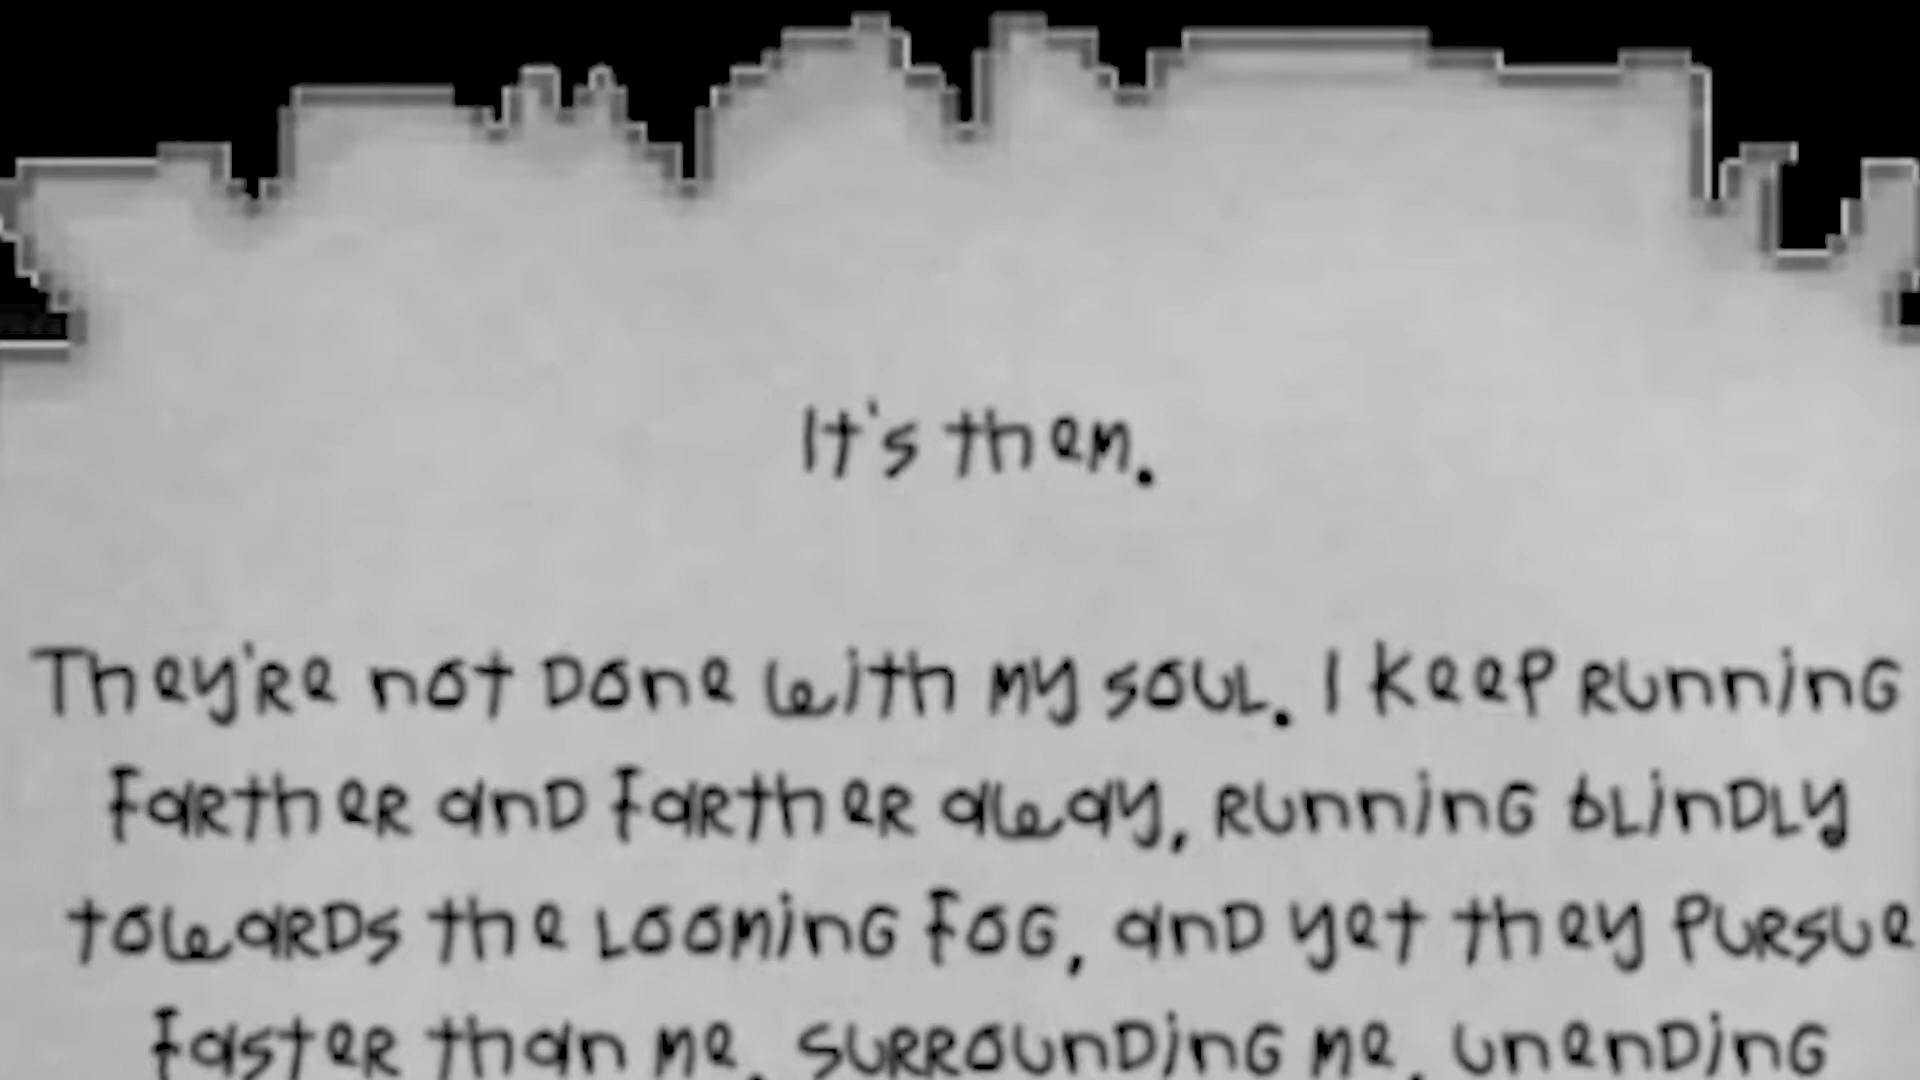 It's them.
They're not done with my soul. I keep running
farther and farther away, running blindly
towards the looming fog, and yet they pursue
faster than me, surrounding me, unending